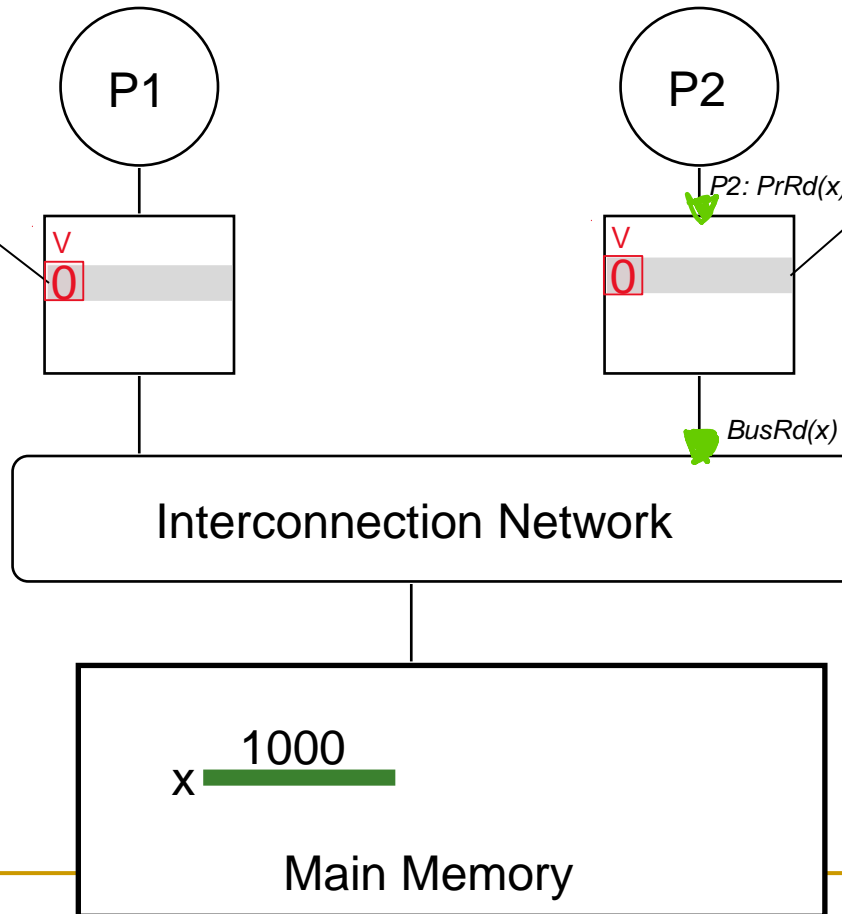 P1
P2
P2: PrRd(x)
V
0
V
0
BusRd(x)
Interconnection Network
1000
x
Main Memory